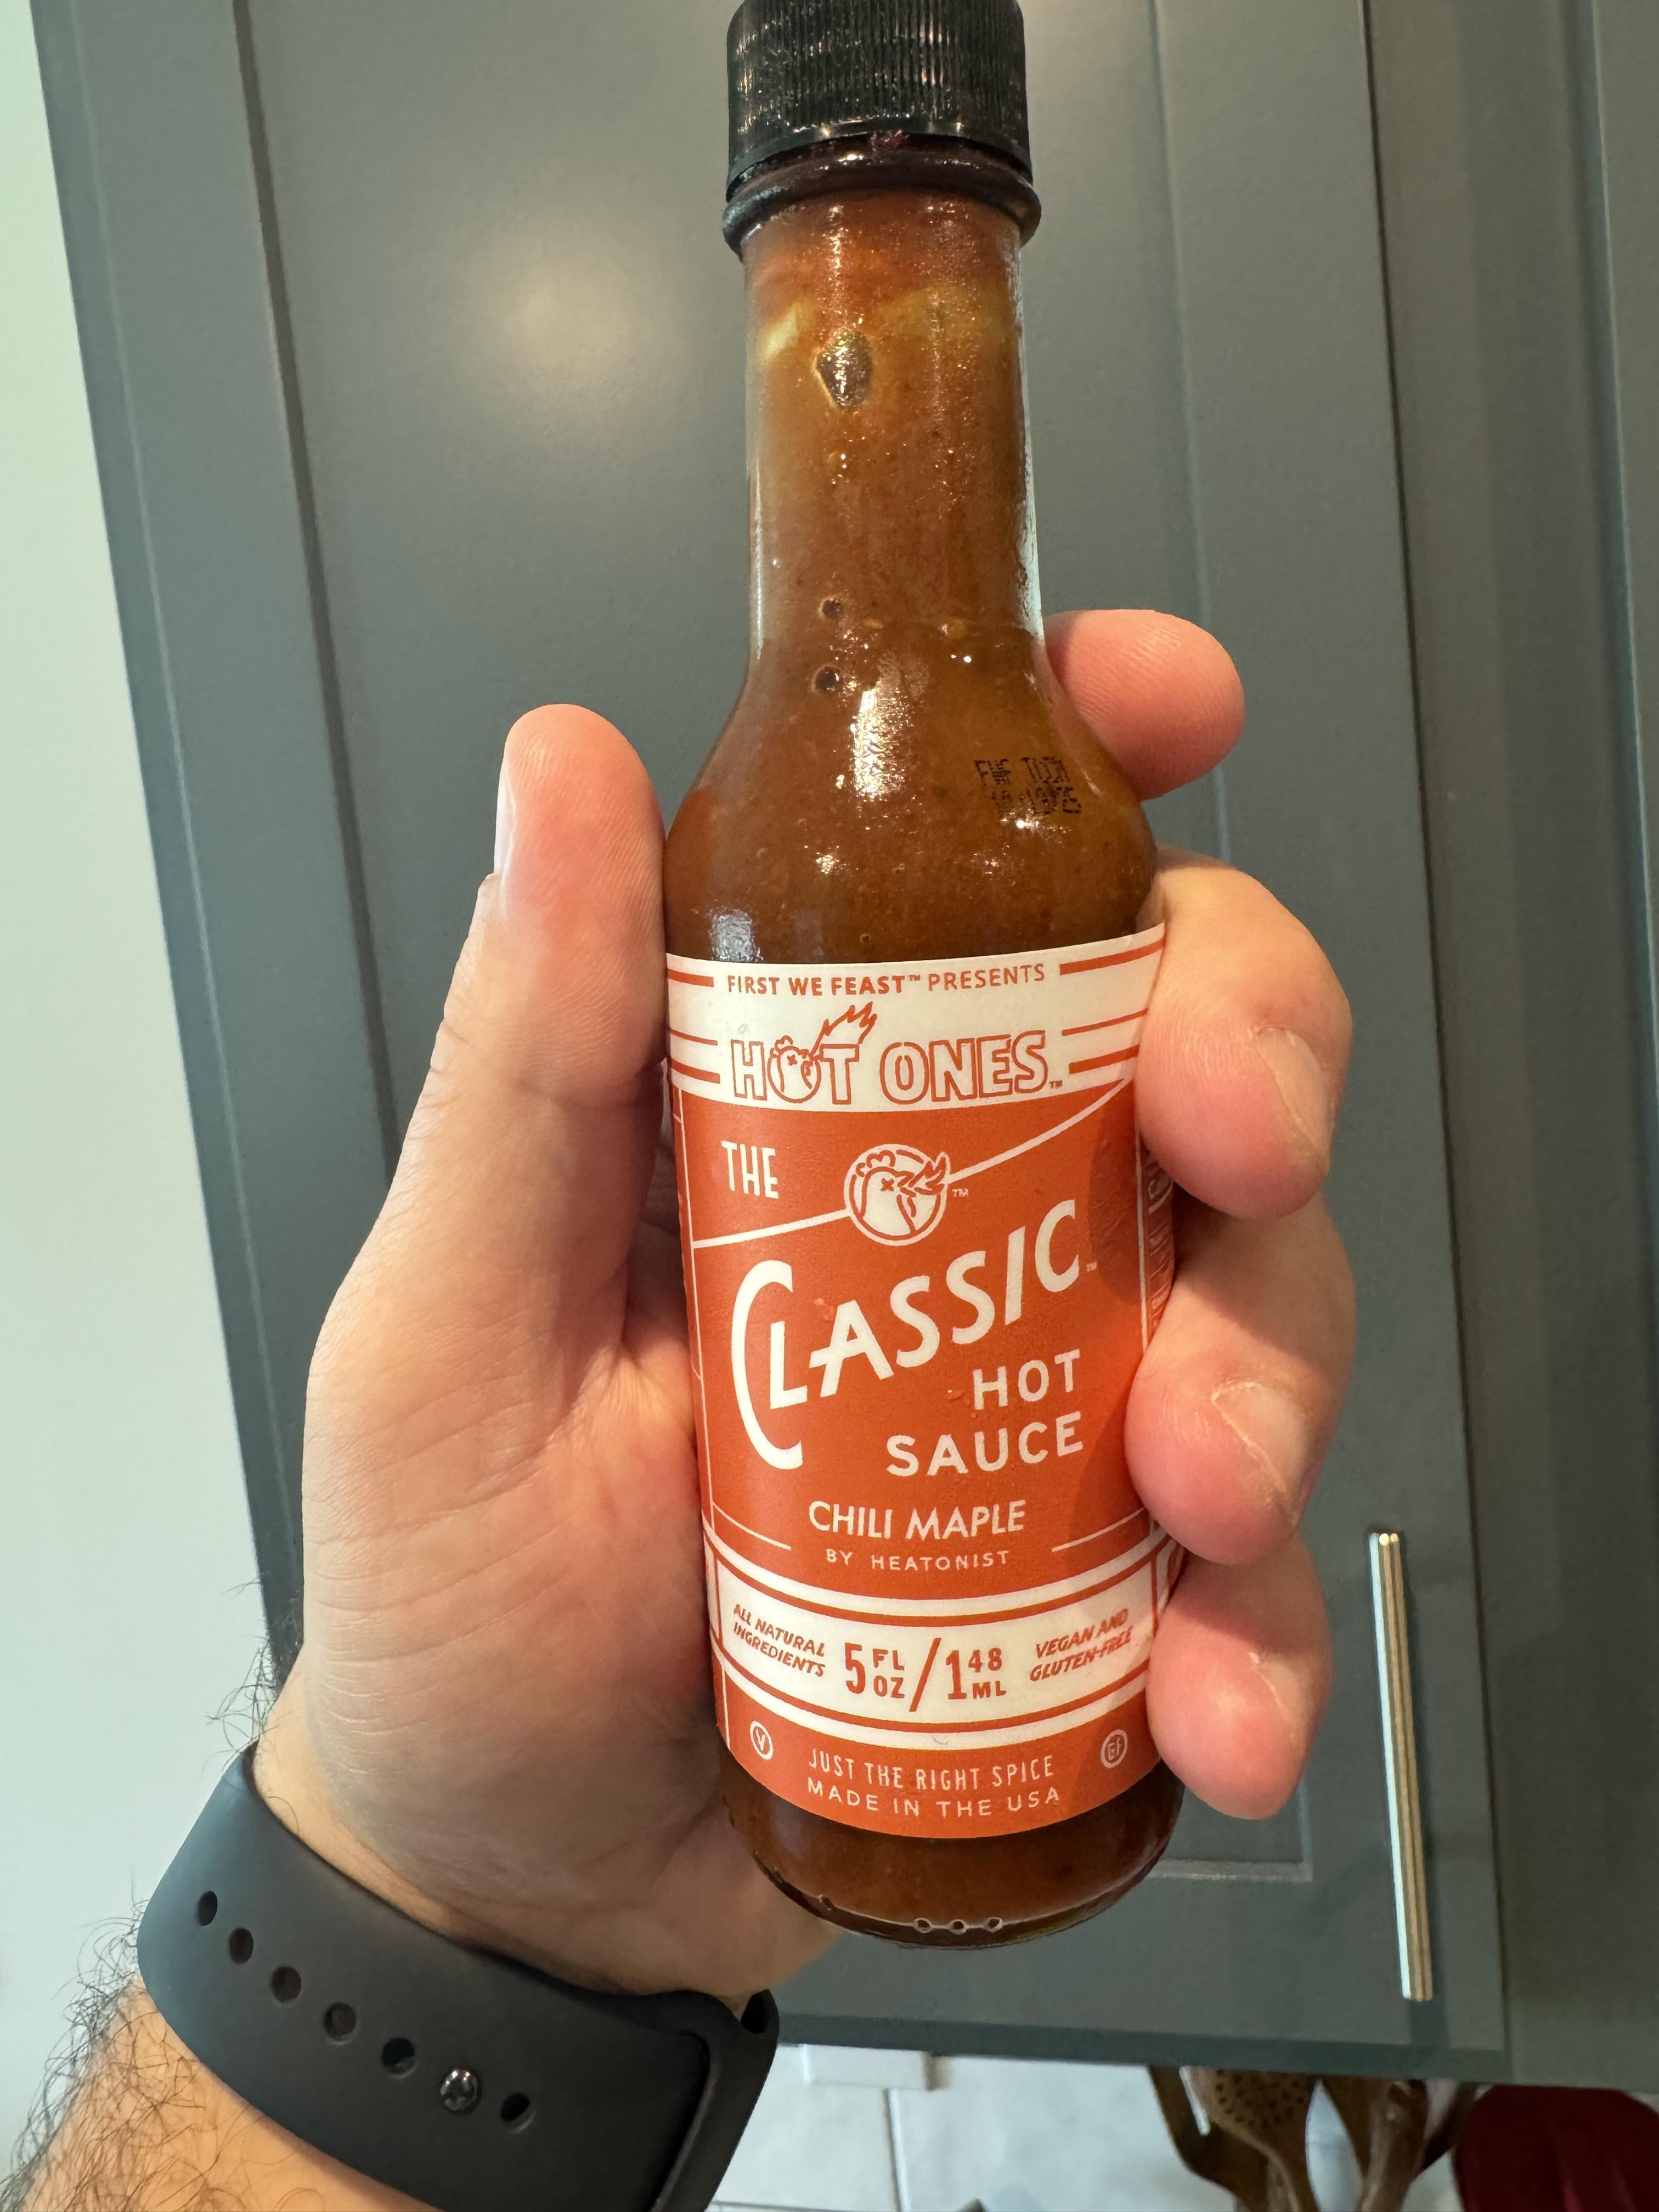 FIRST WE FEAST™ PRESENTS
HOT ONES™
THE
CLASSIC™
HOT
SAUCE
CHILI MAPLE
BY HEATONIST
ALL NATURAL
INGREDIENTS
5 FL OZ / 148 ML
VEGAN AND
GLUTEN-FREE
V
GF
JUST THE RIGHT SPICE
MADE IN THE USA